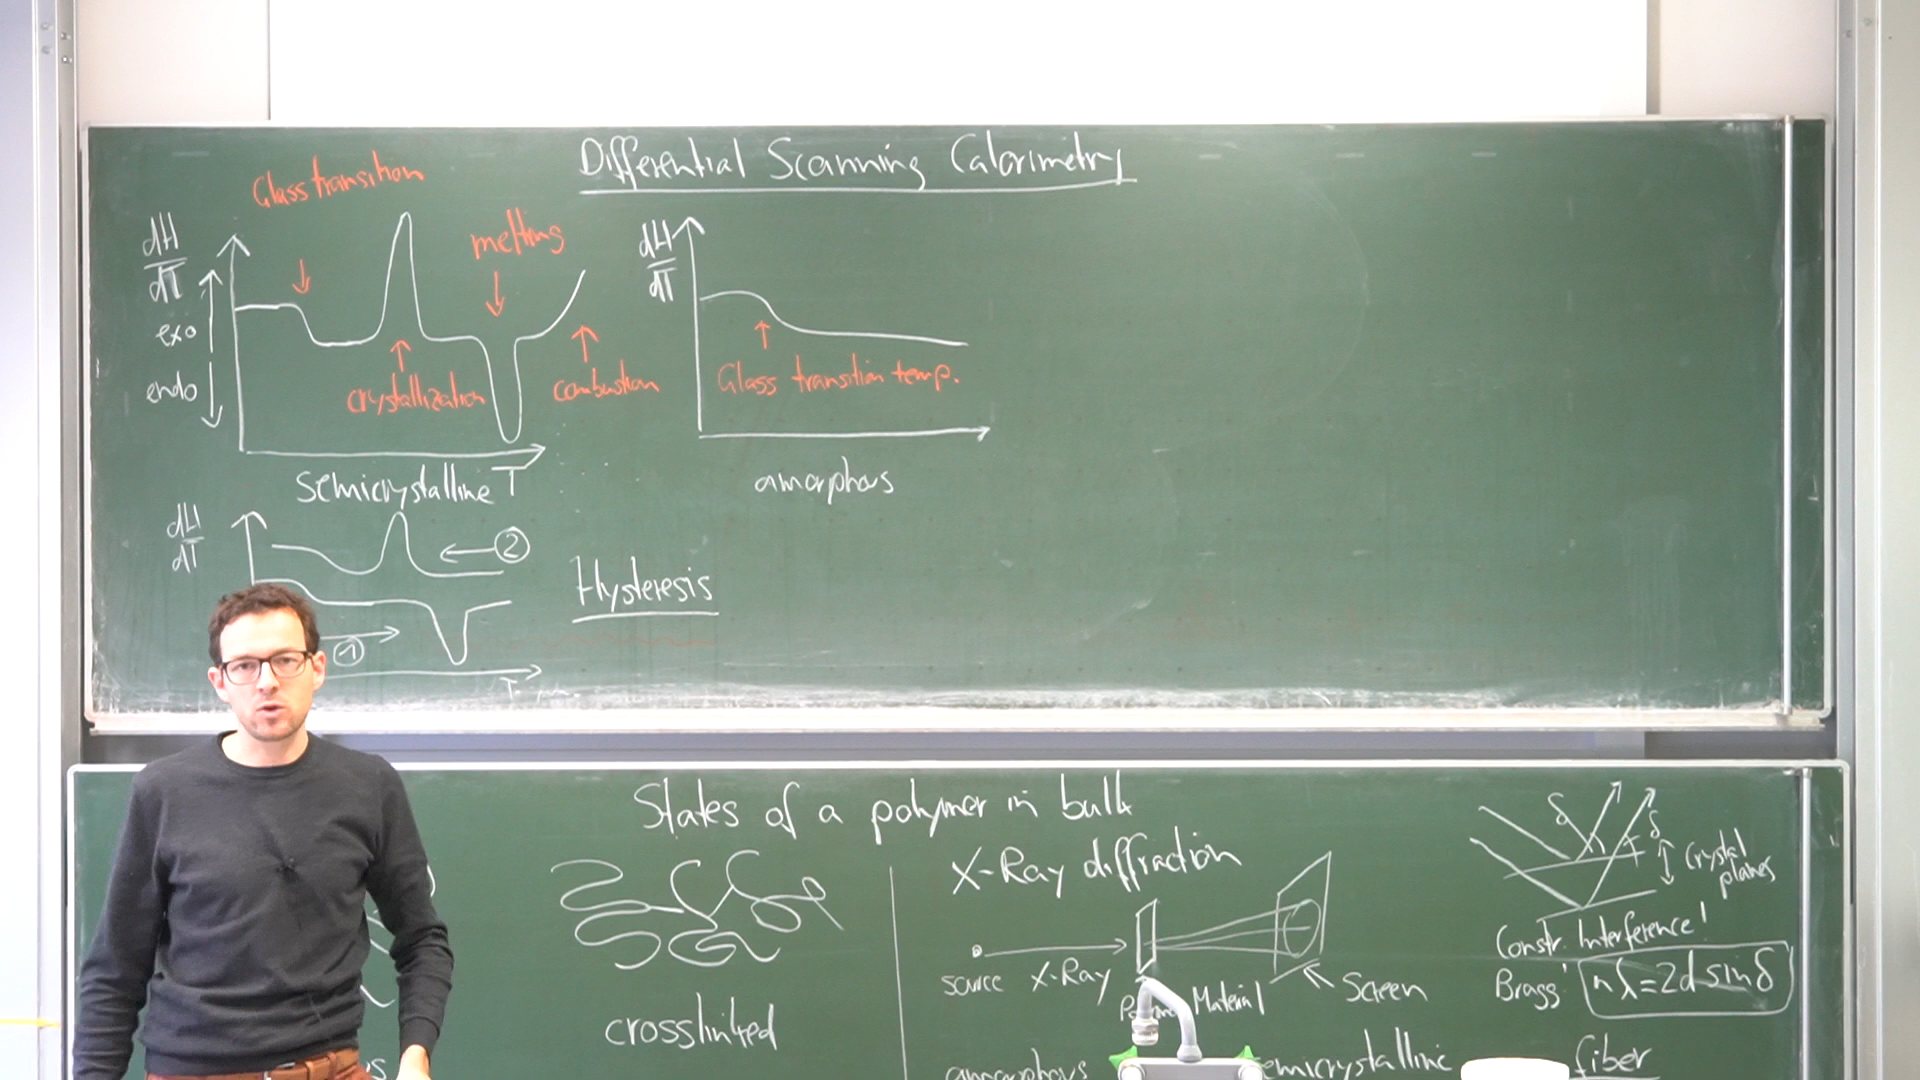 Differential Scanning Calorimetry
Glass transition
dH
dT
exo
endo
melting
crystallization
combustion
semicrystalline
T
dH
dT
Glass transition temp.
amorphous
dH
dT
2
1
T
Hysteresis
States of a polymer in bulk
crosslinked
X-Ray diffraction
source X-Ray
Material
Screen
δ
δ
Crystal
planes
Constr. Interference!
Bragg:
nλ=2d sinδ
amorphous
semicrystalline
fiber